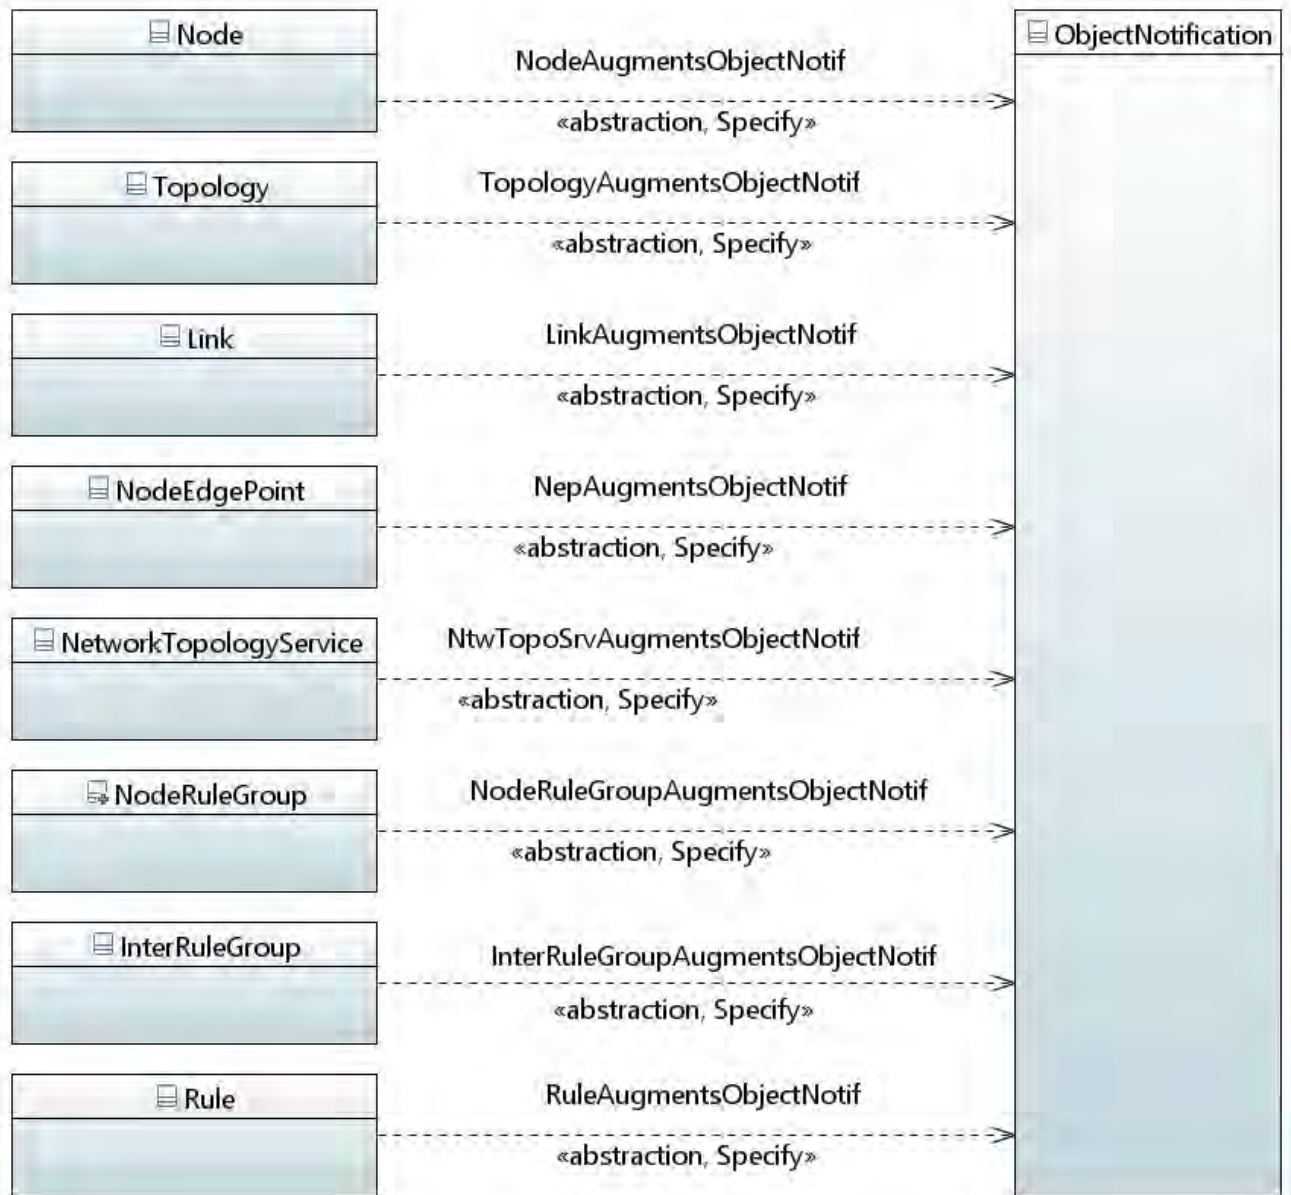 Node
ObjectNotification
NodeAugmentsObjectNotif
«abstraction, Specify»
Topology
TopologyAugmentsObjectNotif
«abstraction, Specify»
Link
LinkAugmentsObjectNotif
«abstraction, Specify»
NodeEdgePoint
NepAugmentsObjectNotif
«abstraction, Specify»
NetworkTopologyService
NtwTopoSrvAugmentsObjectNotif
«abstraction, Specify»
NodeRuleGroup
NodeRuleGroupAugmentsObjectNotif
«abstraction, Specify»
InterRuleGroup
InterRuleGroupAugmentsObjectNotif
«abstraction, Specify»
Rule
RuleAugmentsObjectNotif
«abstraction, Specify»